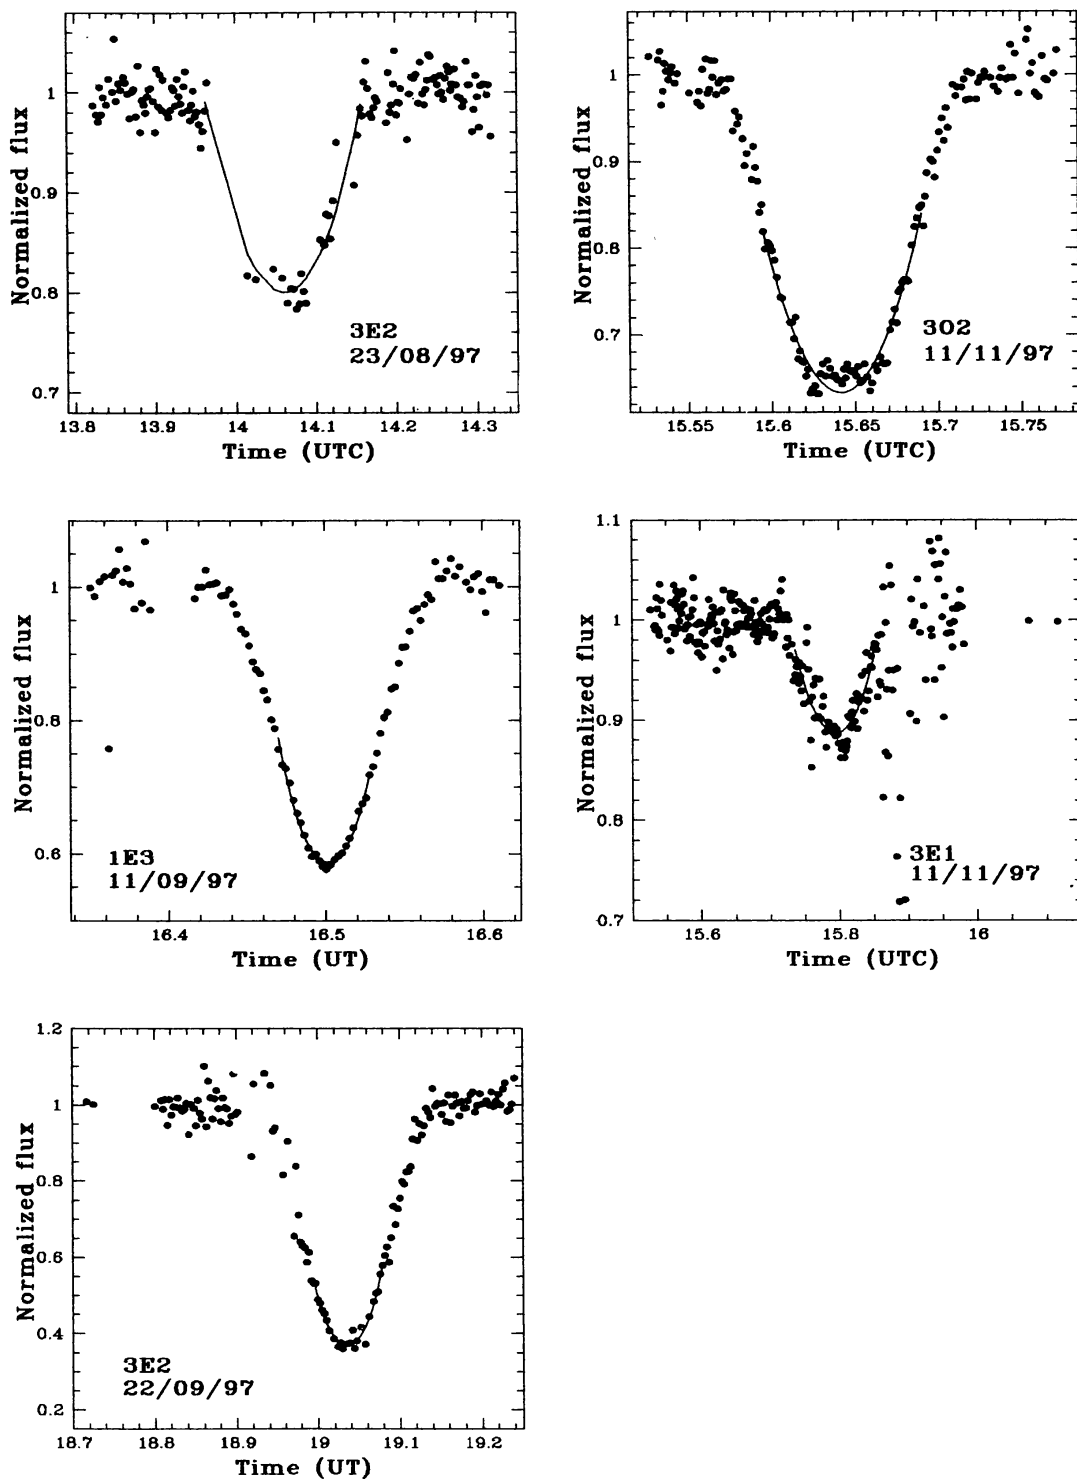 Normalized flux
1
0.9
0.8
0.7
3E2
23/08/97
13.8 13.9 14 14.1 14.2 14.3
Time (UTC)
Normalized flux
1
0.9
0.8
0.7
3O2
11/11/97
15.55 15.6 15.65 15.7 15.75
Time (UTC)
Normalized flux
1
0.8
0.6
1E3
11/09/97
16.4 16.5 16.6
Time (UT)
Normalized flux
1.1
1.0
0.9
0.8
0.7
3E1
11/11/97
15.6 15.8 16
Time (UTC)
Normalized flux
1.2
1
0.8
0.6
0.4
0.2
3E2
22/09/97
18.7 18.8 18.9 19 19.1 19.2
Time (UT)